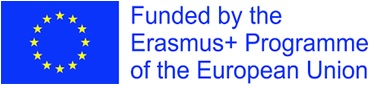 Funded by the
Erasmus+ Programme
of the European Union